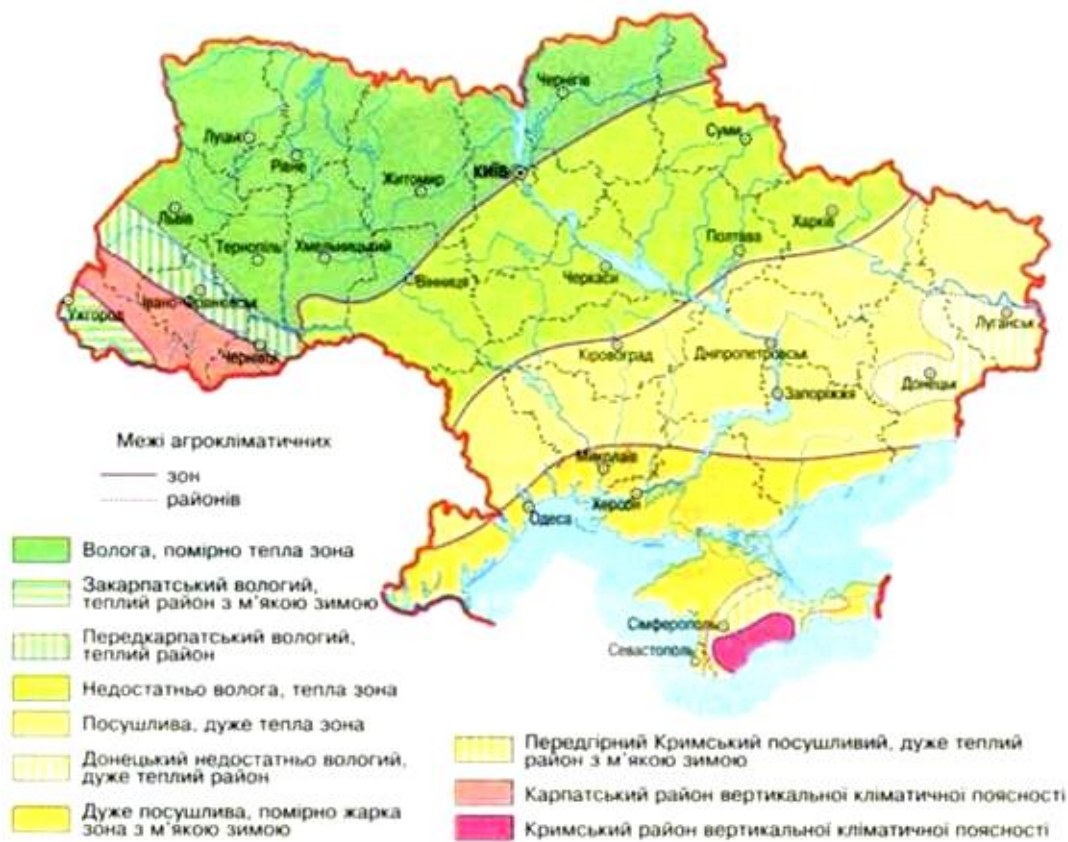 Чернігів
Суми
Луцьк
Рівне
Житомир
КИЇВ
Львів
Тернопіль
Хмельницький
Вінниця
Черкаси
Полтава
Харків
Ужгород
Івано-Франковськ
Чернівці
Кіровоград
Дніпропетровськ
Луганськ
Донецьк
Запоріжжя
Миколаїв
Херсон
Одеса
Сімферополь
Севастополь
Межі агрокліматичних
зон
районів
Волога, помірно тепла зона
Закарпатський вологий,
теплий район з м'якою зимою
Передкарпатський вологий,
теплий район
Недостатньо волога, тепла зона
Посушлива, дуже тепла зона
Донецький недостатньо вологий,
дуже теплий район
Дуже посушлива, помірно жарка
зона з м'якою зимою
Передгірний Кримський посушливий, дуже теплий
район з м'якою зимою
Карпатський район вертикальної кліматичної поясності
Кримський район вертикальної кліматичної поясності